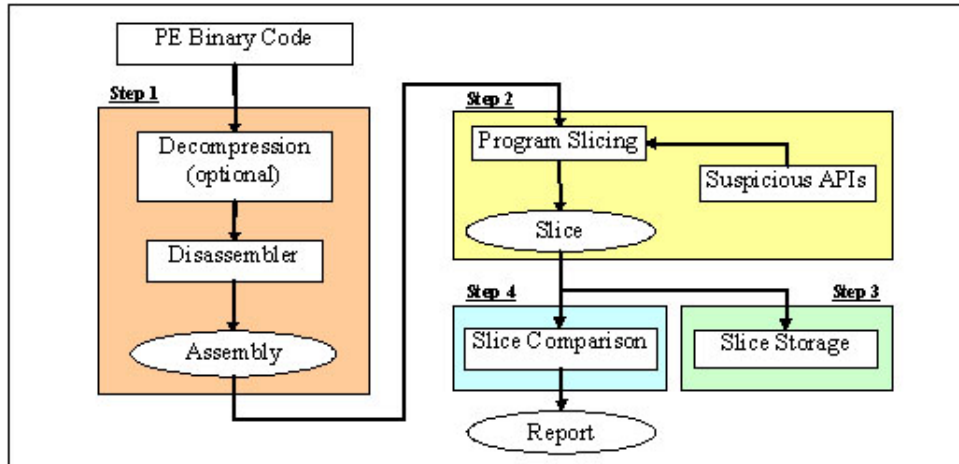 PE Binary Code
Step 1
Decompression
(optional)
Disassembler
Assembly
Step 2
Program Slicing
Suspicious APIs
Slice
Step 4
Slice Comparison
Report
Step 3
Slice Storage